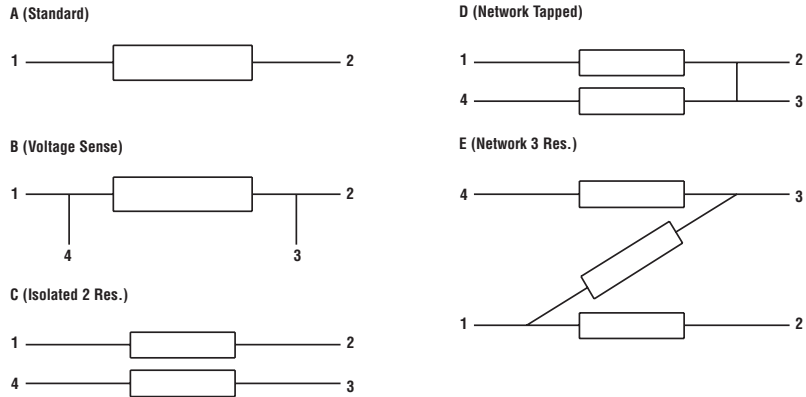 A (Standard)
1 2
B (Voltage Sense)
1 2
4 3
C (Isolated 2 Res.)
1 2
4 3
D (Network Tapped)
1 2
4 3
E (Network 3 Res.)
4 3
1 2